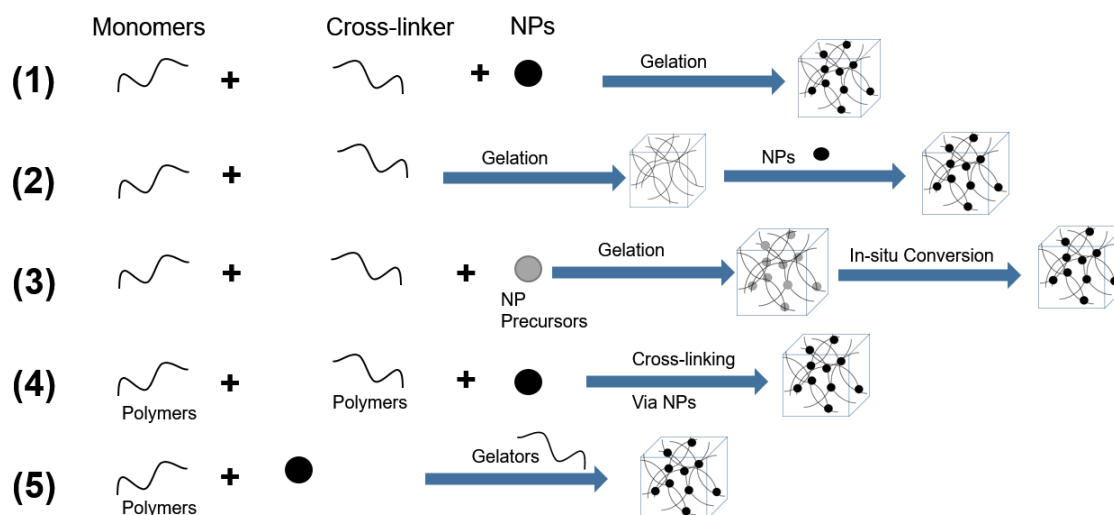 Monomers Cross-linker NPs
(1) + + Gelation
(2) + Gelation NPs
(3) + + Gelation In-situ Conversion
NP
Precursors
(4) + + Cross-linking
Polymers Polymers Via NPs
(5) + Gelators
Polymers